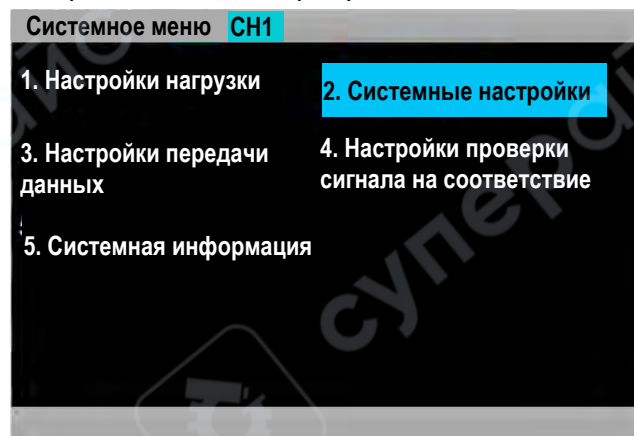 Системное меню CH1
1. Настройки нагрузки
2. Системные настройки
3. Настройки передачи
данных
4. Настройки проверки
сигнала на соответствие
5. Системная информация